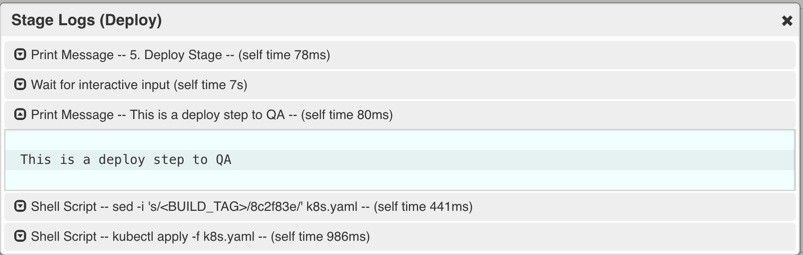 Stage Logs (Deploy)
Print Message -- 5. Deploy Stage -- (self time 78ms)
Wait for interactive input (self time 7s)
Print Message -- This is a deploy step to QA -- (self time 80ms)
This is a deploy step to QA
Shell Script -- sed -i 's/<BUILD_TAG>/8c2f83e/' k8s.yaml -- (self time 441ms)
Shell Script -- kubectl apply -f k8s.yaml -- (self time 986ms)